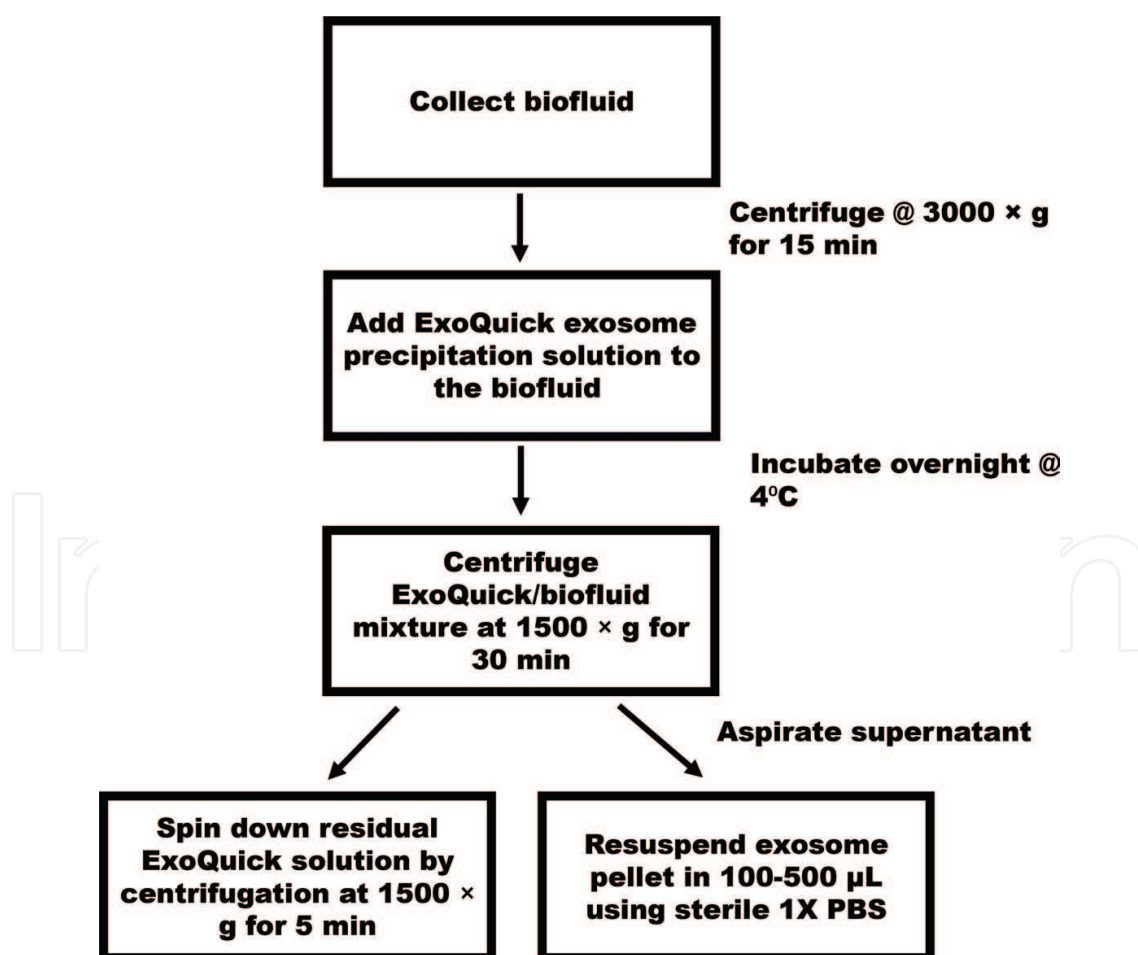 Collect biofluid
Centrifuge @ 3000 × g
for 15 min
Add ExoQuick exosome
precipitation solution to
the biofluid
Incubate overnight @
4⁰C
Centrifuge
ExoQuick/biofluid
mixture at 1500 × g for
30 min
Aspirate supernatant
Spin down residual
ExoQuick solution by
centrifugation at 1500 ×
g for 5 min
Resuspend exosome
pellet in 100-500 µL
using sterile 1X PBS